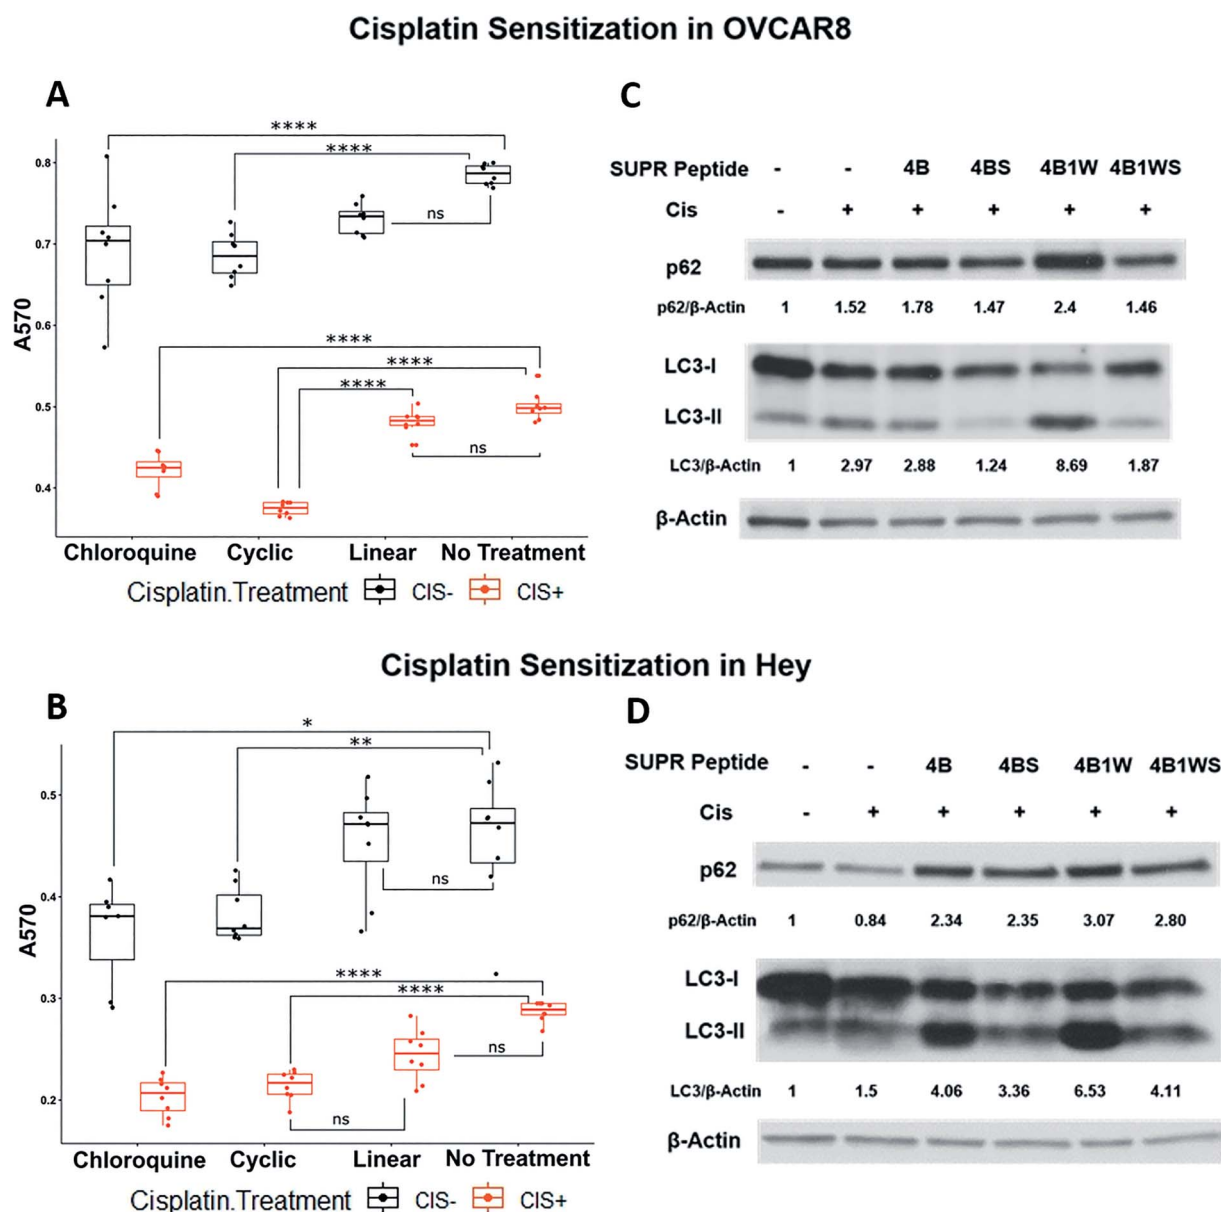 Cisplatin Sensitization in OVCAR8
A
****
****
ns
****
****
****
ns
0.8
0.7
0.6
0.5
0.4
A570
Chloroquine Cyclic Linear No Treatment
Cisplatin.Treatment CIS- CIS+
C
SUPR Peptide - - 4B 4BS 4B1W 4B1WS
Cis - + + + + +
p62
p62/β-Actin 1 1.52 1.78 1.47 2.4 1.46
LC3-I
LC3-II
LC3/β-Actin 1 2.97 2.88 1.24 8.69 1.87
β-Actin
Cisplatin Sensitization in Hey
B
*
**
ns
****
****
ns
ns
0.5
0.4
0.3
0.2
A570
Chloroquine Cyclic Linear No Treatment
Cisplatin.Treatment CIS- CIS+
D
SUPR Peptide - - 4B 4BS 4B1W 4B1WS
Cis - + + + + +
p62
p62/β-Actin 1 0.84 2.34 2.35 3.07 2.80
LC3-I
LC3-II
LC3/β-Actin 1 1.5 4.06 3.36 6.53 4.11
β-Actin